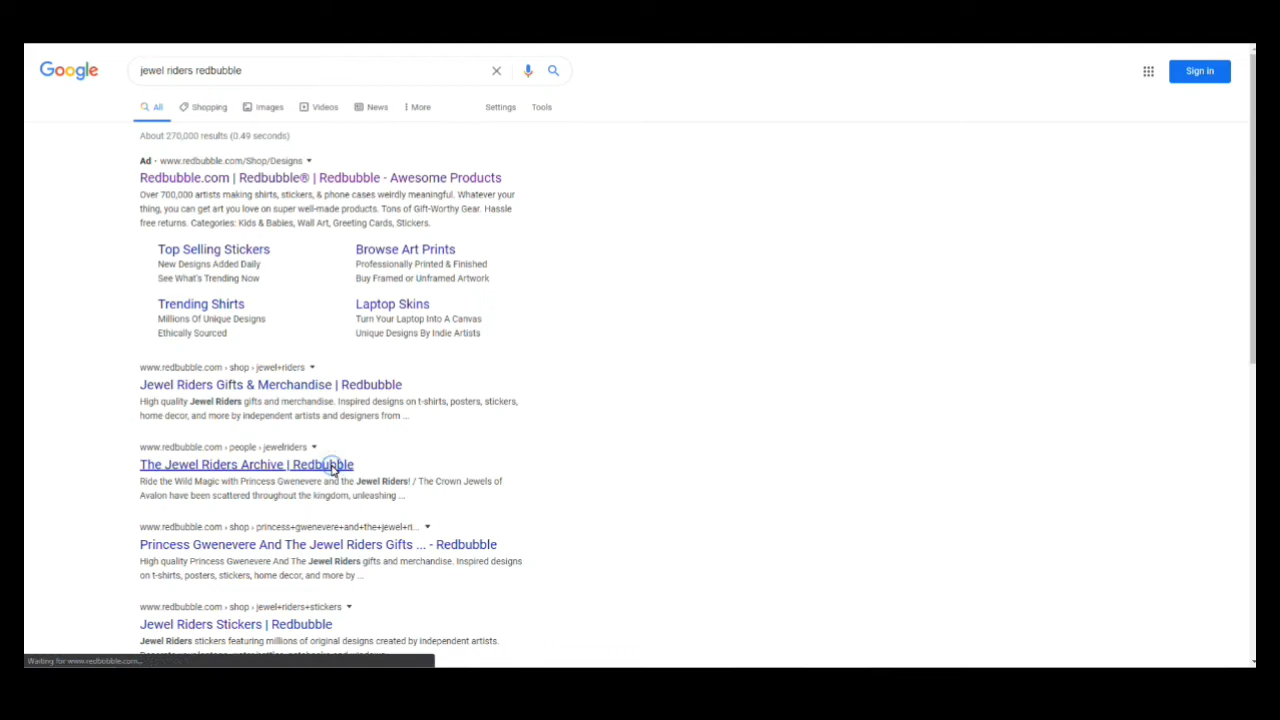 Google
jewel riders redbubble
Sign in
All Shopping Images Videos News More Settings Tools
About 270,000 results (0.49 seconds)
Ad · www.redbubble.com/Shop/Designs
Redbubble.com | Redbubble® | Redbubble - Awesome Products
Over 700,000 artists making shirts, stickers, & phone cases weirdly meaningful. Whatever your
thing, you can get art you love on super well-made products. Tons of Gift-Worthy Gear. Hassle
free returns. Categories: Kids & Babies, Wall Art, Greeting Cards, Stickers.
Top Selling Stickers
New Designs Added Daily
See What's Trending Now
Browse Art Prints
Professionally Printed & Finished
Buy Framed or Unframed Artwork
Trending Shirts
Millions Of Unique Designs
Ethically Sourced
Laptop Skins
Turn Your Laptop Into A Canvas
Unique Designs By Indie Artists
www.redbubble.com › shop › jewel+riders
Jewel Riders Gifts & Merchandise | Redbubble
High quality Jewel Riders gifts and merchandise. Inspired designs on t-shirts, posters, stickers,
home decor, and more by independent artists and designers from ...
www.redbubble.com › people › jewelriders
The Jewel Riders Archive | Redbubble
Ride the Wild Magic with Princess Gwenevere and the Jewel Riders! / The Crown Jewels of
Avalon have been scattered throughout the kingdom, unleashing ...
www.redbubble.com › shop › princess+gwenevere+and+the+jewel+ri...
Princess Gwenevere And The Jewel Riders Gifts ... - Redbubble
High quality Princess Gwenevere And The Jewel Riders gifts and merchandise. Inspired designs
on t-shirts, posters, stickers, home decor, and more by ...
www.redbubble.com › shop › jewel+riders+stickers
Jewel Riders Stickers | Redbubble
Jewel Riders stickers featuring millions of original designs created by independent artists.
Waiting for www.redbubble.com...